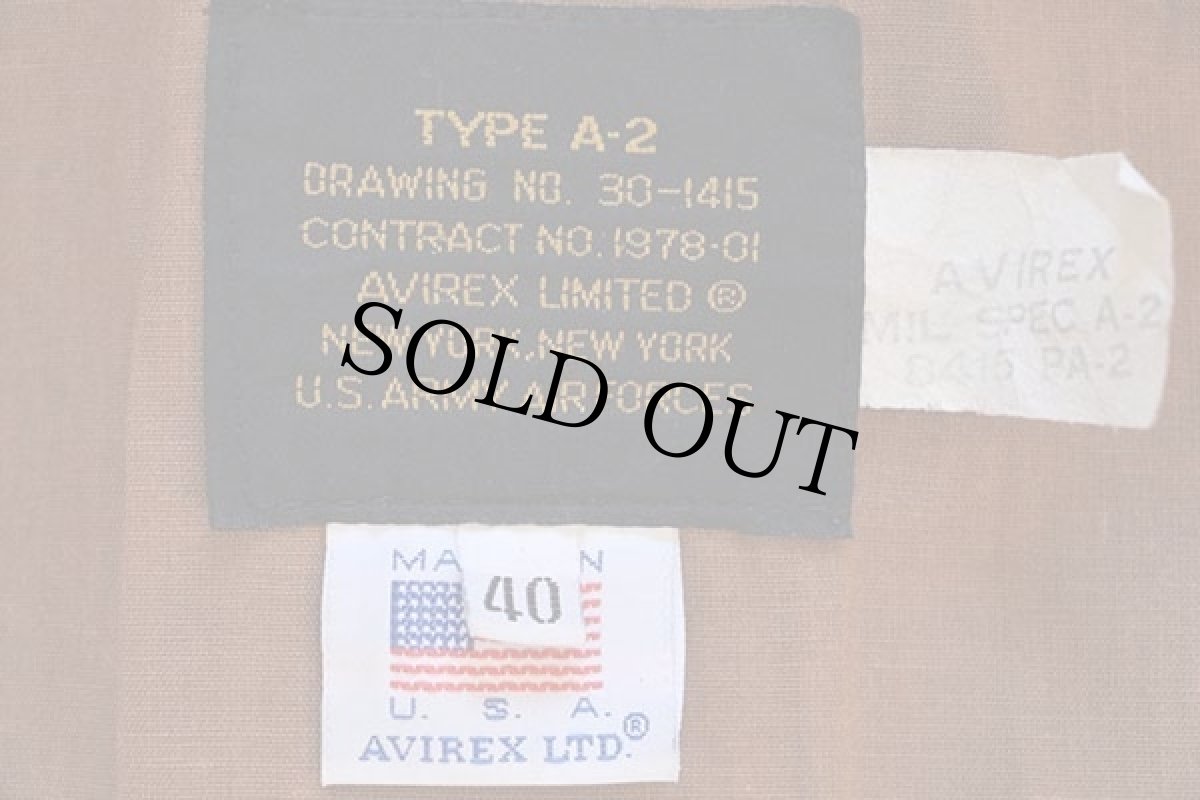 TYPE A-2
DRAWING NO. 30-1415
CONTRACT NO. 1978-01
AVIREX LIMITED ®
NEW YORK, NEW YORK
U.S. ARMY AIR FORCES
SOLD OUT
AVIREX
MIL SPEC A-2
PA-2
40
U. S. A.
AVIREX LTD.®